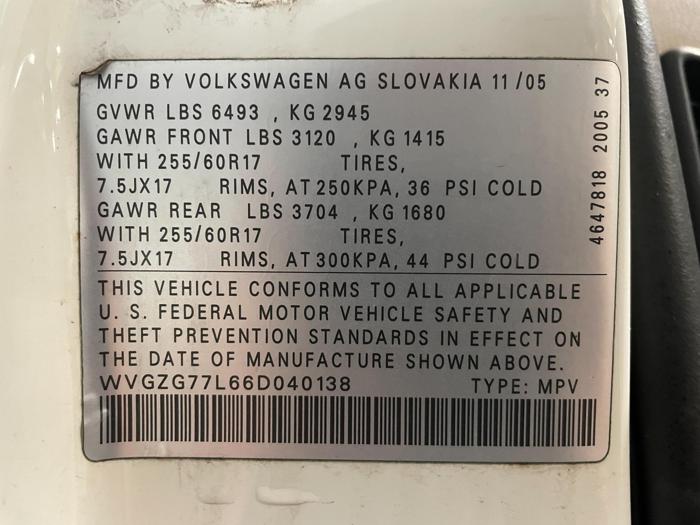 MFD BY VOLKSWAGEN AG SLOVAKIA 11/05
GVWR LBS 6493 , KG 2945
GAWR FRONT LBS 3120 , KG 1415
WITH 255/60R17 TIRES,
7.5JX17 RIMS, AT 250KPA, 36 PSI COLD
GAWR REAR LBS 3704 , KG 1680
WITH 255/60R17 TIRES,
7.5JX17 RIMS, AT 300KPA, 44 PSI COLD
THIS VEHICLE CONFORMS TO ALL APPLICABLE
U. S. FEDERAL MOTOR VEHICLE SAFETY AND
THEFT PREVENTION STANDARDS IN EFFECT ON
THE DATE OF MANUFACTURE SHOWN ABOVE.
WVGZG77L66D040138 TYPE: MPV
4647818 2005 37